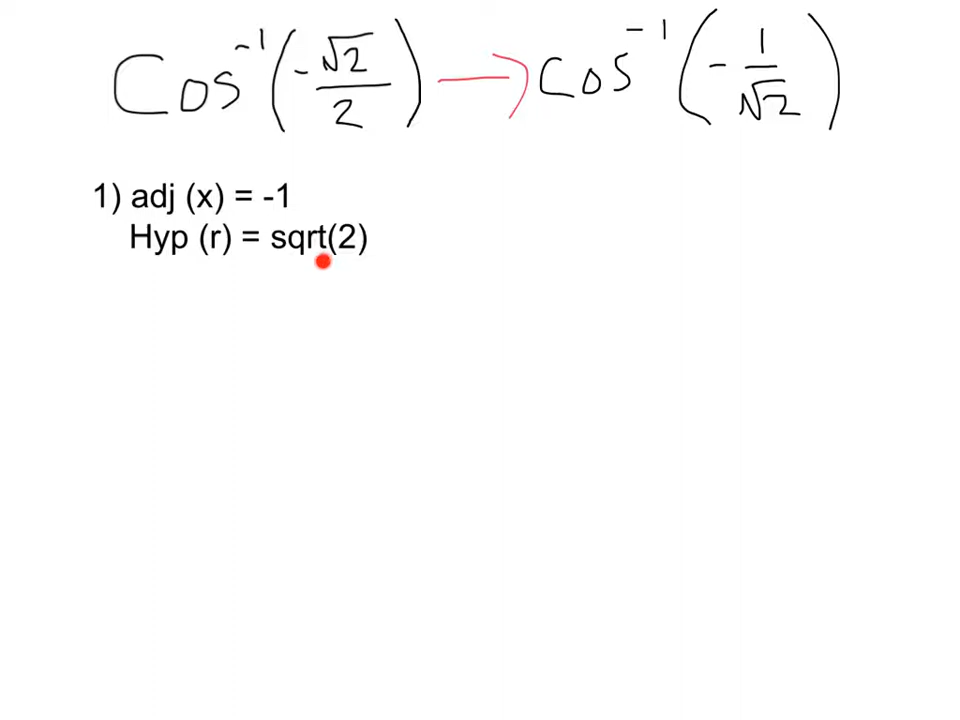 Cos⁻¹(-√2/2) → Cos⁻¹(-1/√2)
1) adj (x) = -1
Hyp (r) = sqrt(2)